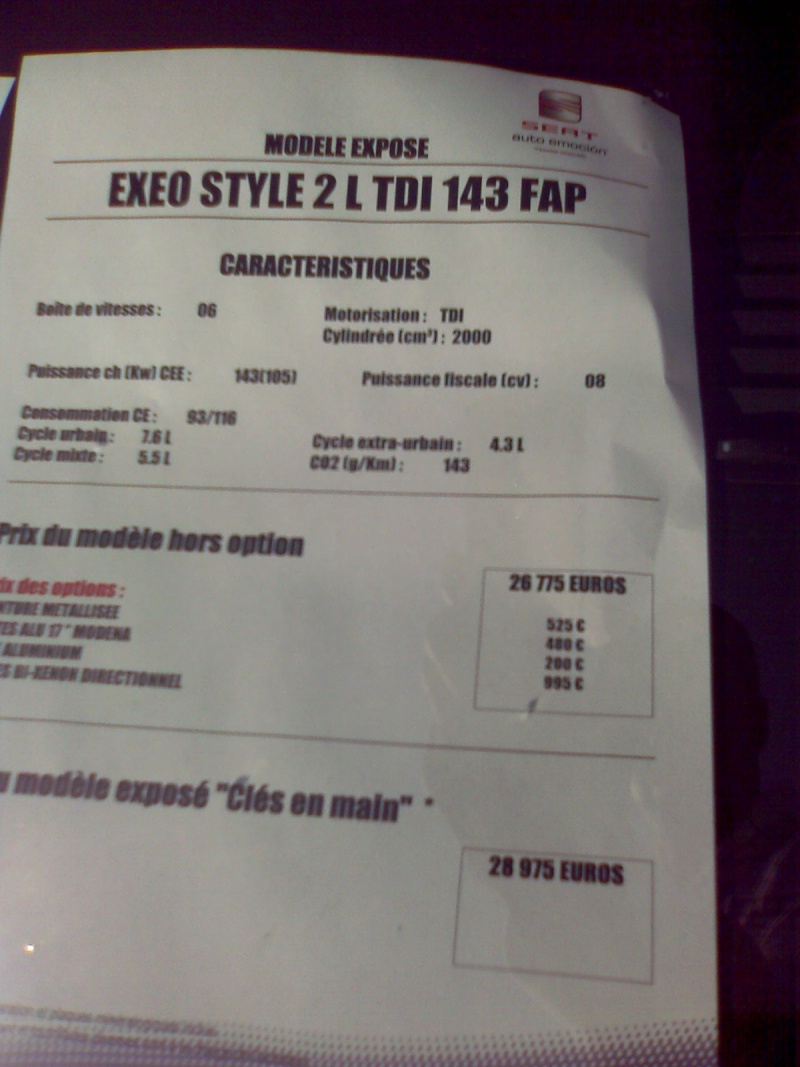 SEAT
auto emoción
MODELE EXPOSE
EXEO STYLE 2 L TDI 143 FAP
CARACTERISTIQUES
Boîte de vitesses : 06
Motorisation : TDI
Cylindrée (cm³) : 2000
Puissance ch (Kw) CEE : 143(105)
Puissance fiscale (cv) : 08
Consommation CE : 93/116
Cycle urbain : 7.6 L
Cycle extra-urbain : 4.3 L
Cycle mixte : 5.5 L
CO2 (g/Km) : 143
Prix du modèle hors option
26 775 EUROS
ix des options :
NTURE METALLISEE 525 €
TES ALU 17" MODENA 480 €
ALUMINIUM 200 €
ES BI-XENON DIRECTIONNEL 995 €
u modèle exposé "Clés en main" *
28 975 EUROS